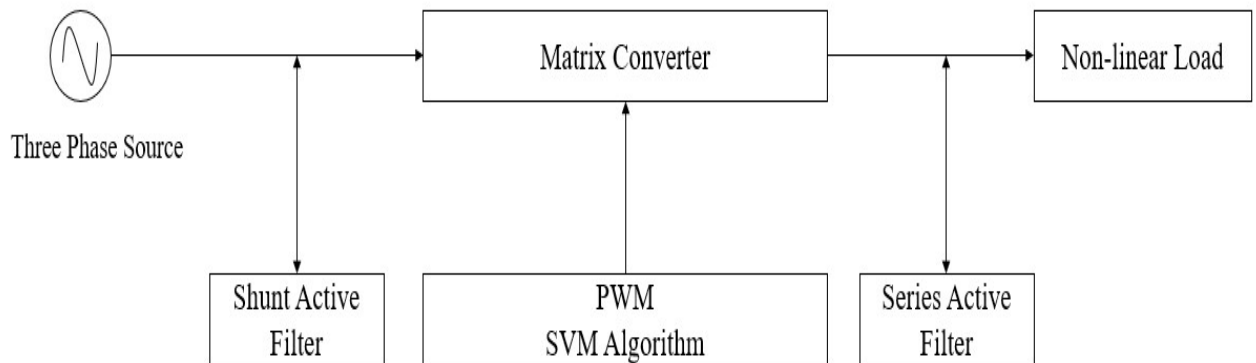 Matrix Converter
Non-linear Load
Three Phase Source
Shunt Active
Filter
PWM
SVM Algorithm
Series Active
Filter